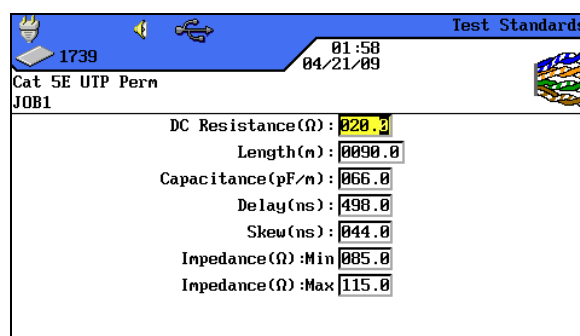 Test Standards
1739
01:58
04/21/09
Cat 5E UTP Perm
JOB1
DC Resistance(Ω): 020.0
Length(m): 0090.0
Capacitance(pF/m): 066.0
Delay(ns): 498.0
Skew(ns): 044.0
Impedance(Ω):Min 085.0
Impedance(Ω):Max 115.0